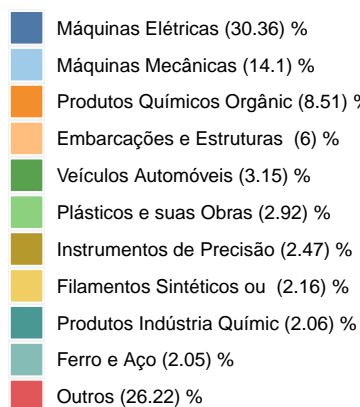 Máquinas Elétricas (30.36) %
Máquinas Mecânicas (14.1) %
Produtos Químicos Orgânic (8.51) %
Embarcações e Estruturas (6) %
Veículos Automóveis (3.15) %
Plásticos e suas Obras (2.92) %
Instrumentos de Precisão (2.47) %
Filamentos Sintéticos ou (2.16) %
Produtos Indústria Químic (2.06) %
Ferro e Aço (2.05) %
Outros (26.22) %